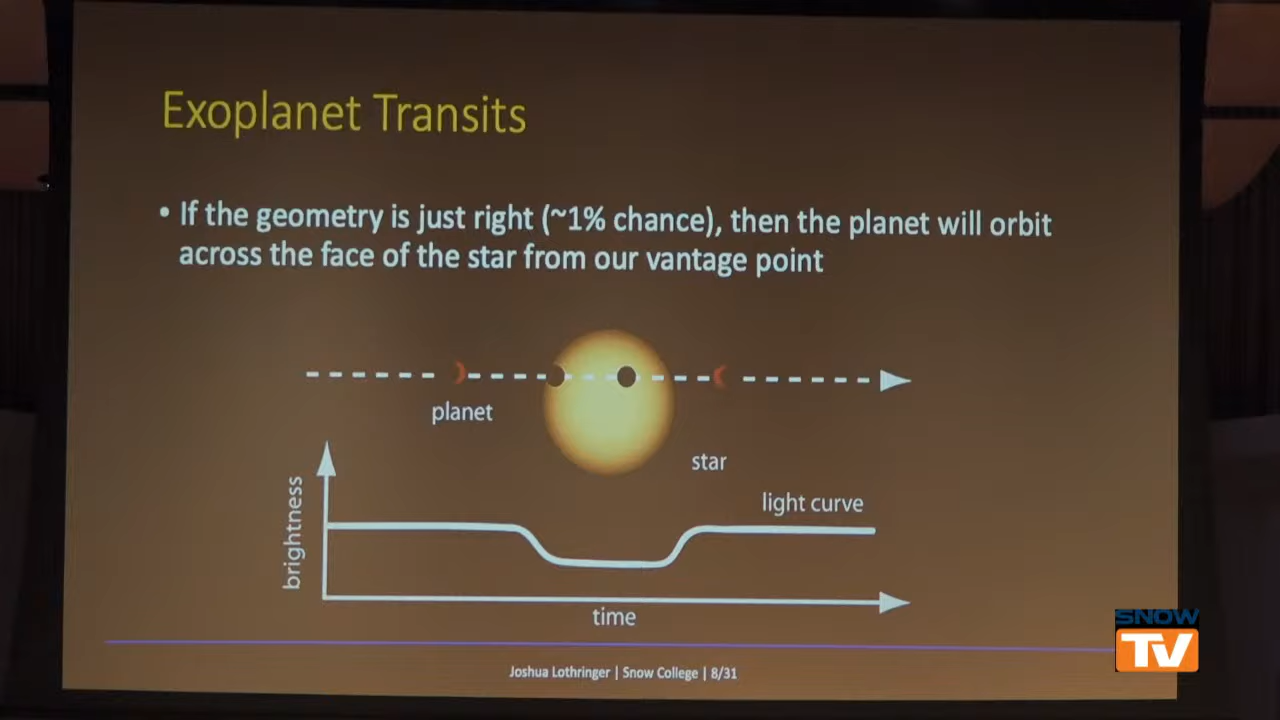 Exoplanet Transits
• If the geometry is just right (~1% chance), then the planet will orbit
across the face of the star from our vantage point
planet
star
light curve
brightness
time
Joshua Lothringer | Snow College | 8/31
SNOW
TV